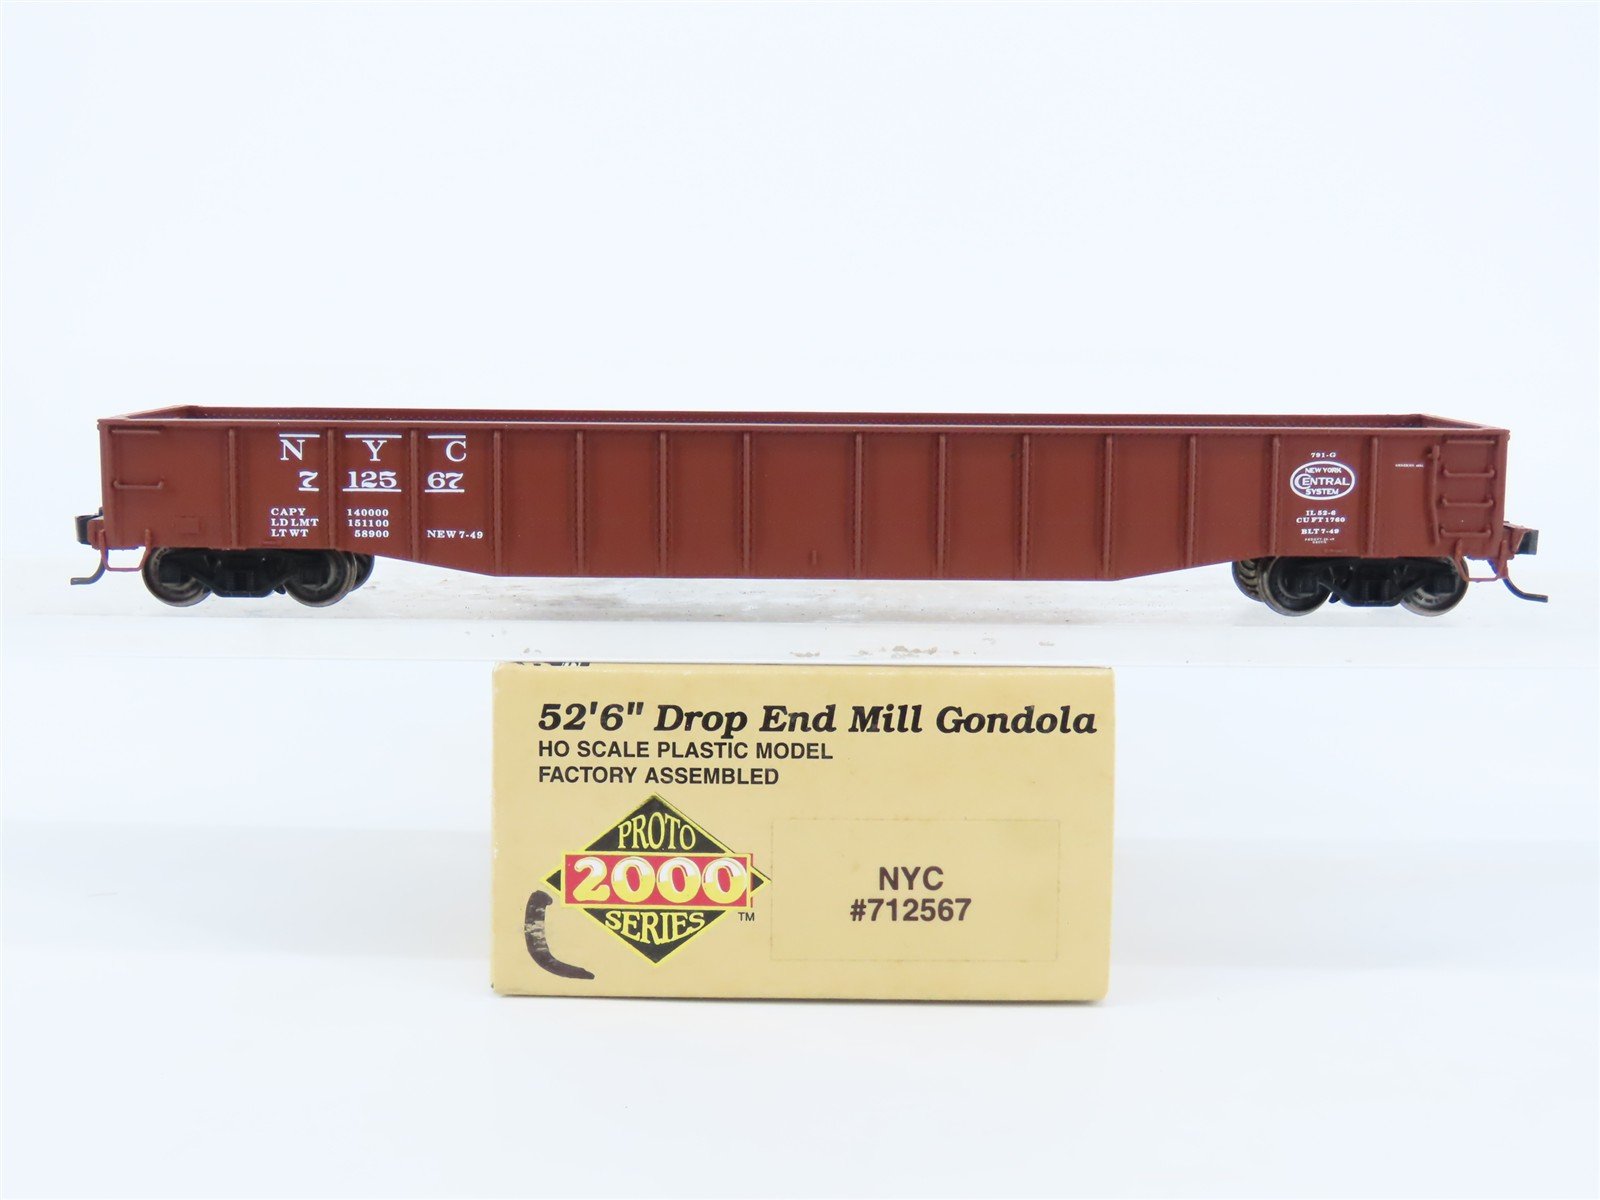 N Y C
7 125 67
CAPY 140000
LD LMT 151100
LT WT 58900 NEW 7-49
791-G
NEW YORK
CENTRAL
SYSTEM
IL 52-6
CU FT 1760
BLT 7-49
52'6" Drop End Mill Gondola
HO SCALE PLASTIC MODEL
FACTORY ASSEMBLED
PROTO
2000
SERIES TM
NYC
#712567